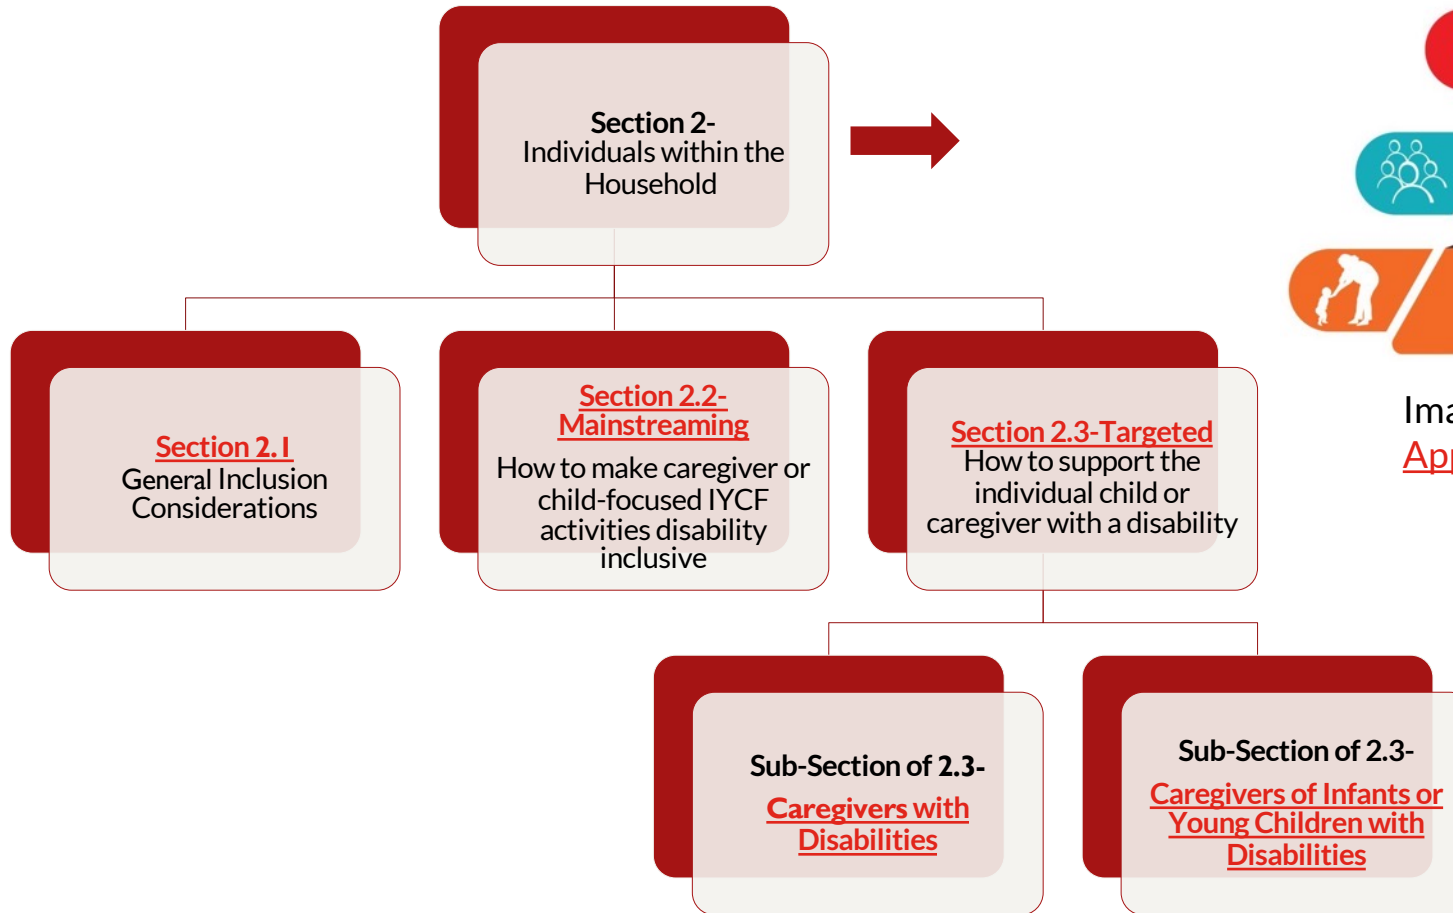 Section 2-
Individuals within the
Household
Section 2.1
General Inclusion
Considerations
Section 2.2-
Mainstreaming
How to make caregiver or
child-focused IYCF
activities disability
inclusive
Section 2.3-Targeted
How to support the
individual child or
caregiver with a disability
Sub-Section of 2.3-
Caregivers with
Disabilities
Sub-Section of 2.3-
Caregivers of Infants or
Young Children with
Disabilities